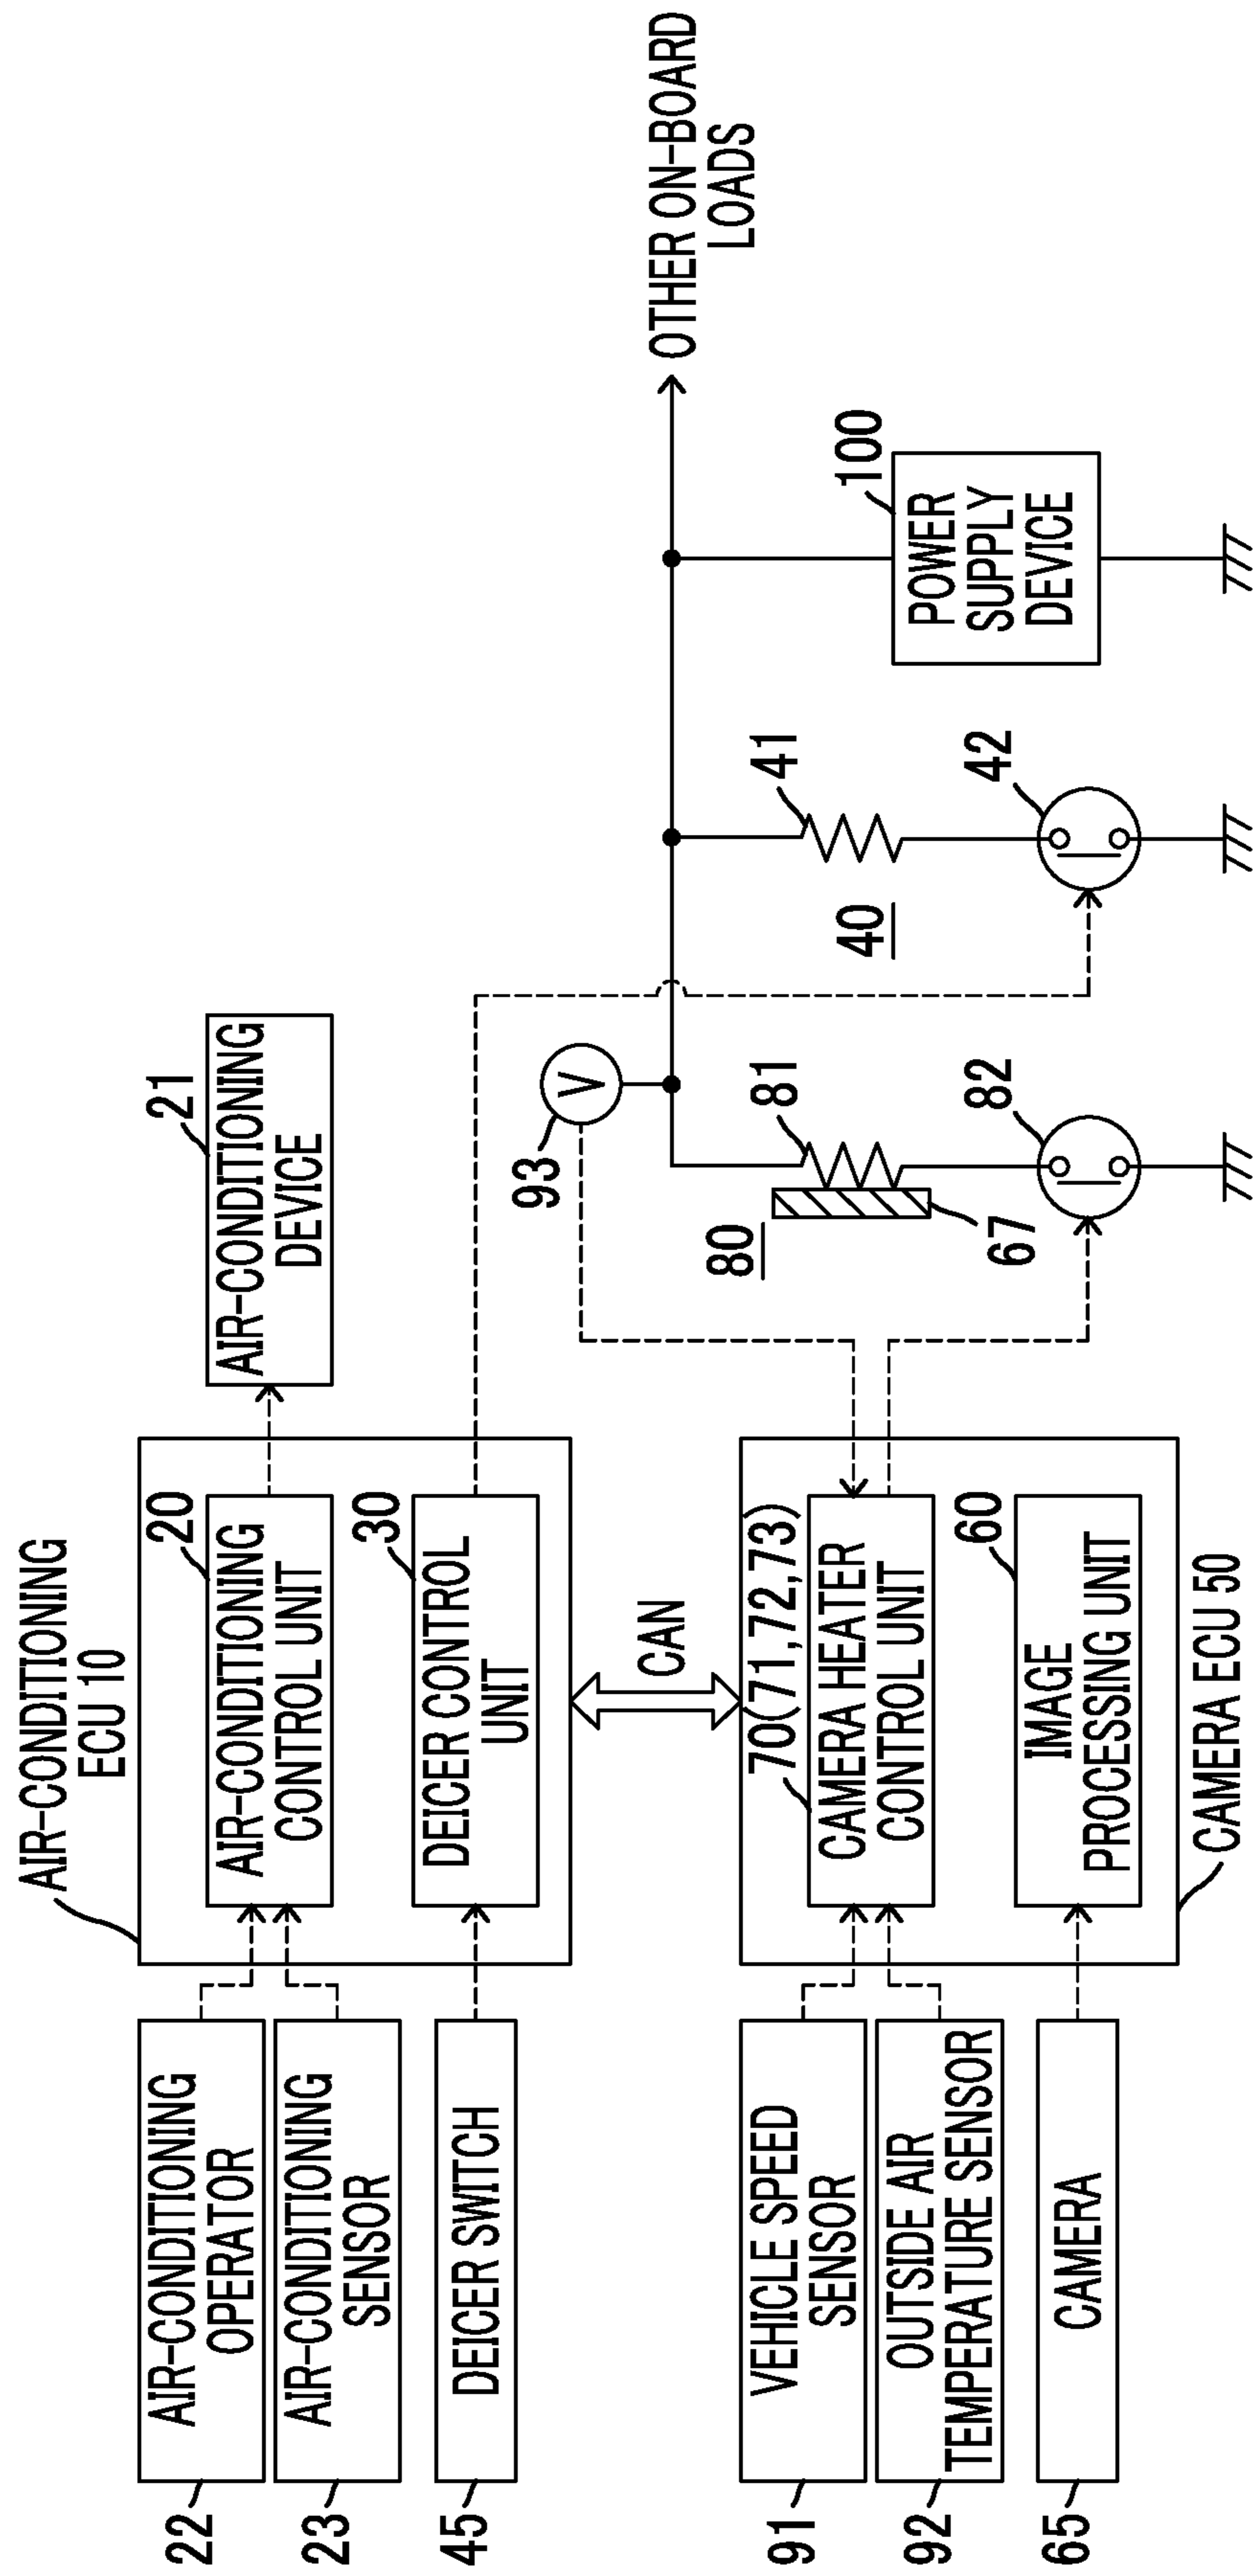 AIR-CONDITIONING
ECU 10
20
AIR-CONDITIONING
CONTROL UNIT
21
AIR-CONDITIONING
DEVICE
22
AIR-CONDITIONING
OPERATOR
23
AIR-CONDITIONING
SENSOR
30
DEICER CONTROL
UNIT
45
DEICER SWITCH
CAN
93
V
OTHER ON-BOARD
LOADS
91
VEHICLE SPEED
SENSOR
92
OUTSIDE AIR
TEMPERATURE SENSOR
70(71,72,73)
CAMERA HEATER
CONTROL UNIT
80
81
67
82
40
41
42
100
POWER
SUPPLY
DEVICE
65
CAMERA
60
IMAGE
PROCESSING UNIT
CAMERA ECU 50